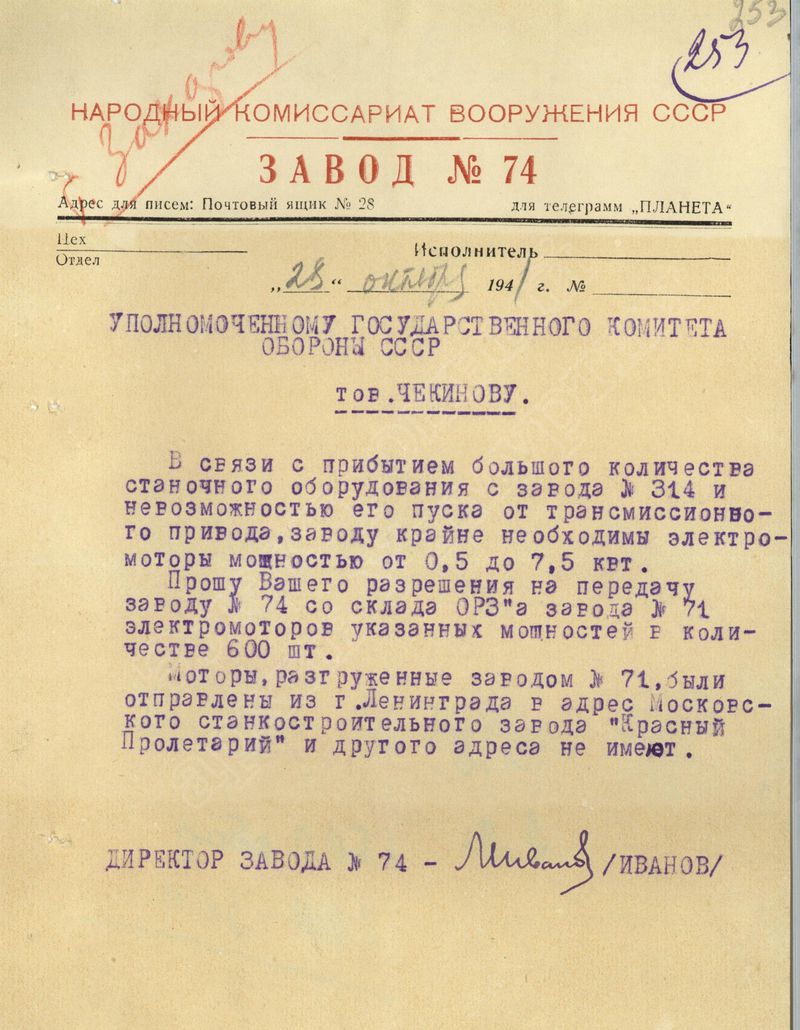 253
253
т. Захарову
НАРОДНЫЙ КОМИССАРИАТ ВООРУЖЕНИЯ СССР
ЗАВОД № 74
Адрес для писем: Почтовый ящик № 28 для телеграмм „ПЛАНЕТА“
Цех
Отдел
Исполнитель
„28“ октября 1941 г. №
УПОЛНОМОЧЕННОМУ ГОСУДАРСТВЕННОГО КОМИТЕТА
ОБОРОНЫ СССР
тов.ЧЕКИНОВУ.
В связи с прибытием большого количества
станочного оборудования с завода № 314 и
невозможностью его пуска от трансмиссионно-
го привода,заводу крайне необходимы электро-
моторы мощностью от 0,5 до 7,5 квт.
Прошу Вашего разрешения на передачу
заводу № 74 со склада ОРЗ"а завода № 71
электромоторов указанных мощностей в коли-
честве 600 шт.
Моторы,разгруженные заводом № 71,были
отправлены из г.Ленинграда в адрес Московс-
кого станкостроительного завода "Красный
Пролетарий" и другого адреса не имеют.
ДИРЕКТОР ЗАВОДА № 74 - /ИВАНОВ/